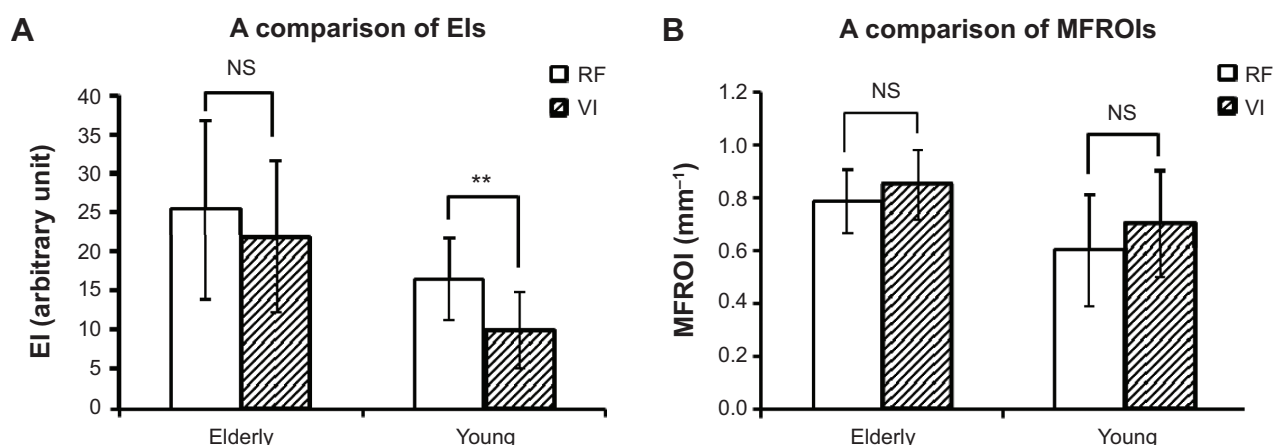 A
A comparison of EIs
NS
RF
VI
**
EI (arbitrary unit)
40
35
30
25
20
15
10
5
0
Elderly
Young
B
A comparison of MFROIs
NS
NS
RF
VI
MFROI (mm⁻¹)
1.2
1.0
0.8
0.6
0.4
0.2
0.0
Elderly
Young